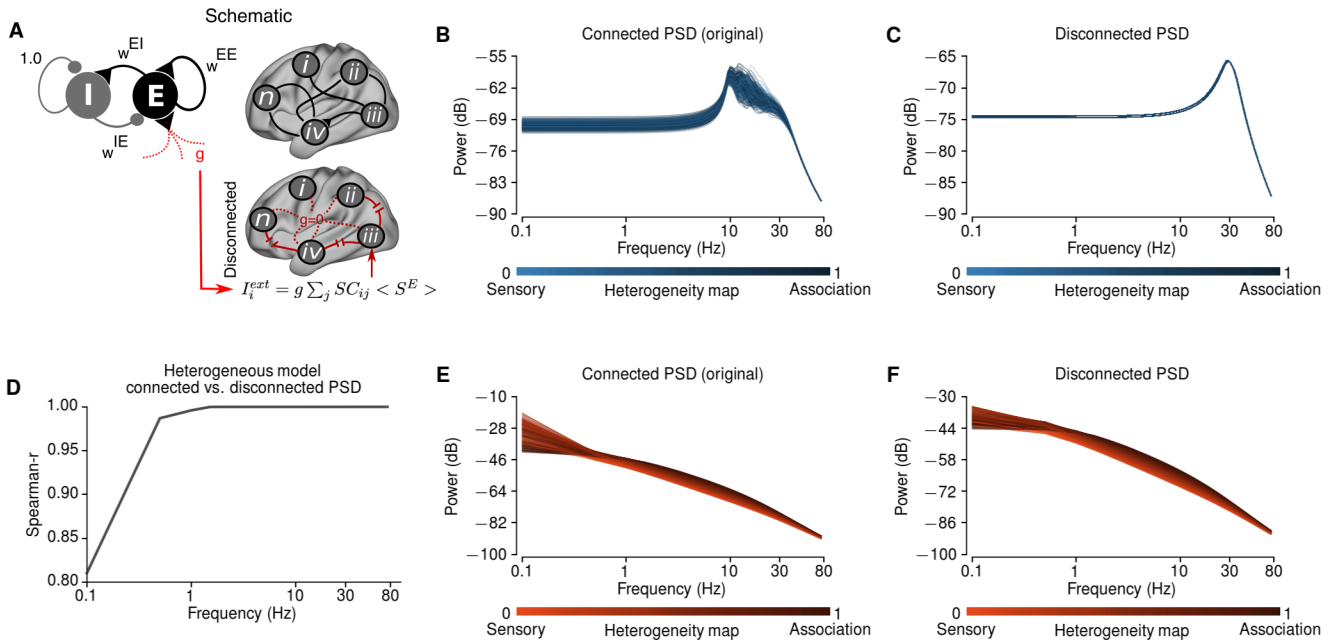 Schematic
A
1.0
w^EI
w^EE
I
E
w^IE
g
i
ii
n
iii
iv
Disconnected
i
ii
n
g=0
iii
iv
I_i^ext = g ∑_j SC_ij < S^E >
B
Connected PSD (original)
Power (dB)
−55
−62
−69
−76
−83
−90
0.1
1
10
30
80
Frequency (Hz)
0
1
Sensory
Heterogeneity map
Association
C
Disconnected PSD
Power (dB)
−65
−70
−75
−80
−85
−90
0.1
1
10
30
80
Frequency (Hz)
0
1
Sensory
Heterogeneity map
Association
D
Heterogeneous model
connected vs. disconnected PSD
Spearman-r
1.00
0.95
0.90
0.85
0.80
0.1
1
10
30
80
Frequency (Hz)
E
Connected PSD (original)
Power (dB)
−10
−28
−46
−64
−82
−100
0.1
1
10
30
80
Frequency (Hz)
0
1
Sensory
Heterogeneity map
Association
F
Disconnected PSD
Power (dB)
−30
−44
−58
−72
−86
−100
0.1
1
10
30
80
Frequency (Hz)
0
1
Sensory
Heterogeneity map
Association